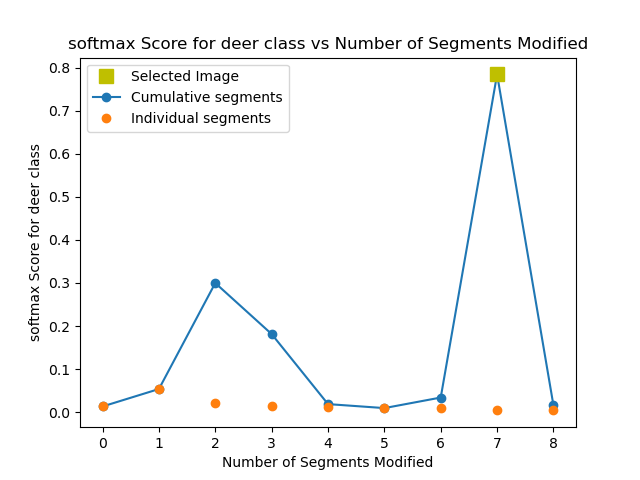 softmax Score for deer class vs Number of Segments Modified
Selected Image
Cumulative segments
Individual segments
softmax Score for deer class
0.8
0.7
0.6
0.5
0.4
0.3
0.2
0.1
0.0
0 1 2 3 4 5 6 7 8
Number of Segments Modified